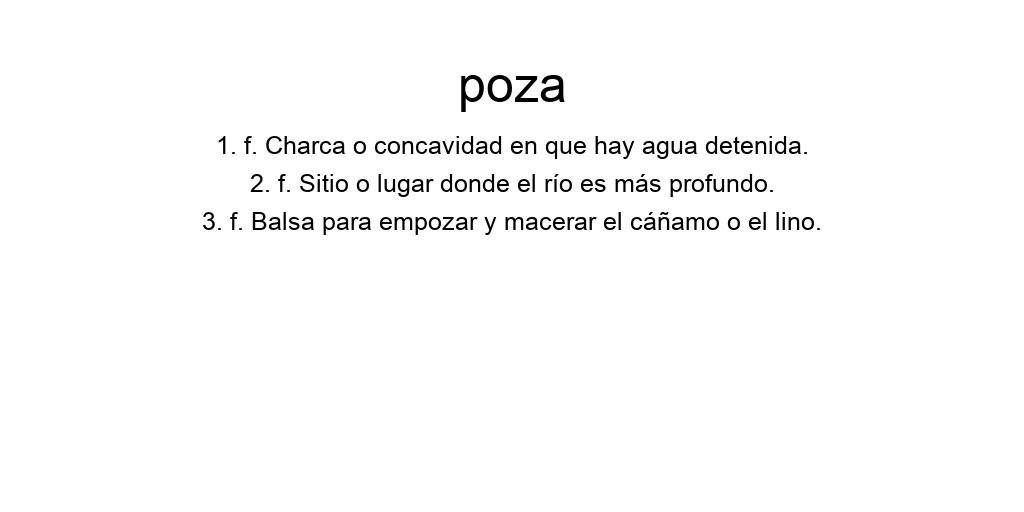 poza
1. f. Charca o concavidad en que hay agua detenida.
2. f. Sitio o lugar donde el río es más profundo.
3. f. Balsa para empozar y macerar el cáñamo o el lino.